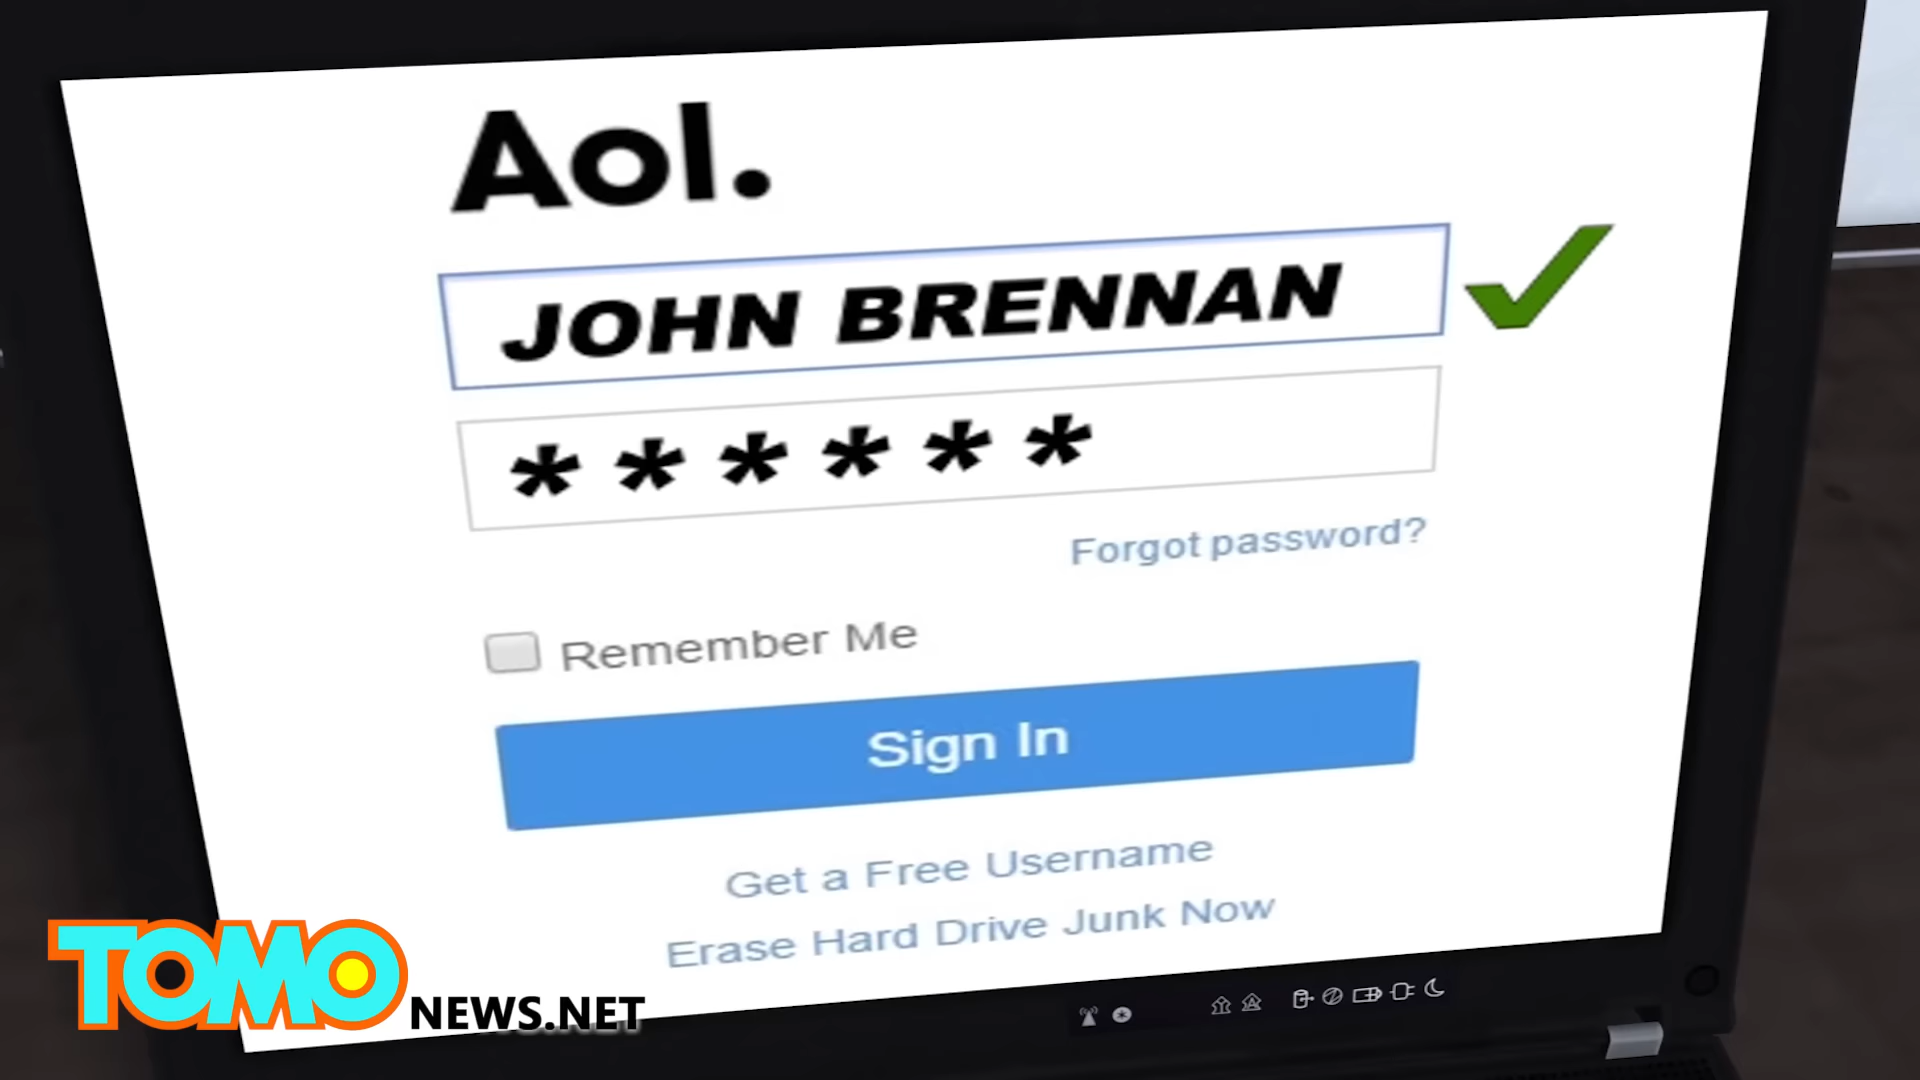 Aol.
JOHN BRENNAN
******
Forgot password?
Remember Me
Sign In
Get a Free Username
Erase Hard Drive Junk Now
TOMO NEWS.NET